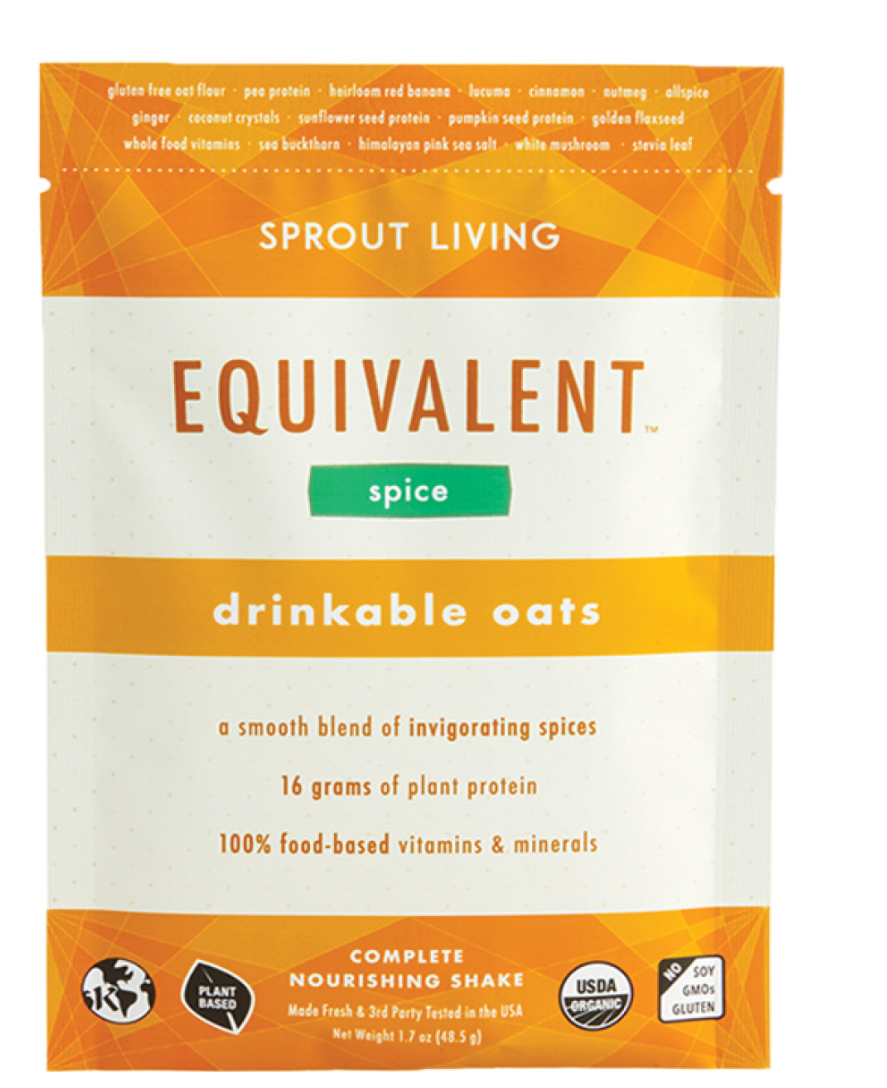 gluten free oat flour · pea protein · heirloom red banana · lucuma · cinnamon · nutmeg · allspice
ginger · coconut crystals · sunflower seed protein · pumpkin seed protein · golden flaxseed
whole food vitamins · sea buckthorn · himalayan pink sea salt · white mushroom · stevia leaf
SPROUT LIVING
EQUIVALENT™
spice
drinkable oats
a smooth blend of invigorating spices
16 grams of plant protein
100% food-based vitamins & minerals
COMPLETE
NOURISHING SHAKE
Made Fresh & 3rd Party Tested in the USA
Net Weight 1.7 oz (48.5 g)
K
PLANT
BASED
USDA
ORGANIC
NO
SOY
GMOs
GLUTEN